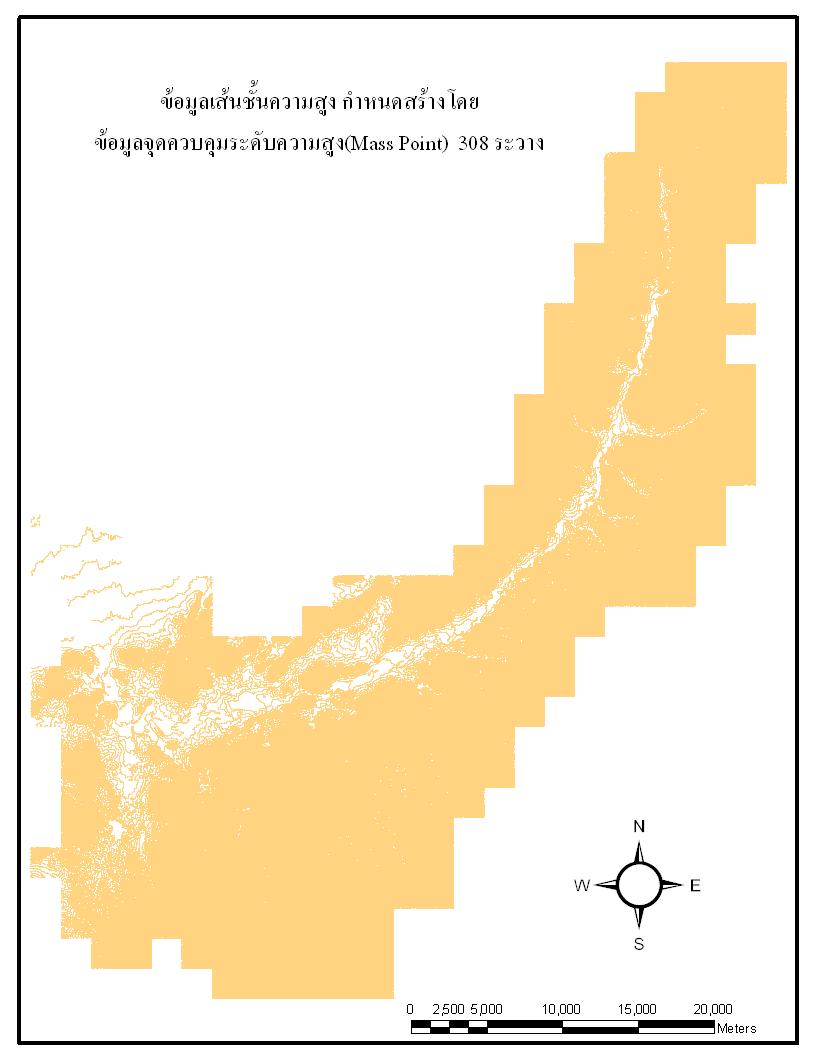 ข้อมูลเส้นชั้นความสูง กำหนดสร้างโดย
ข้อมูลจุดควบคุมระดับความสูง(Mass Point) 308 ระวาง
N
W E
S
0 2,500 5,000 10,000 15,000 20,000
Meters